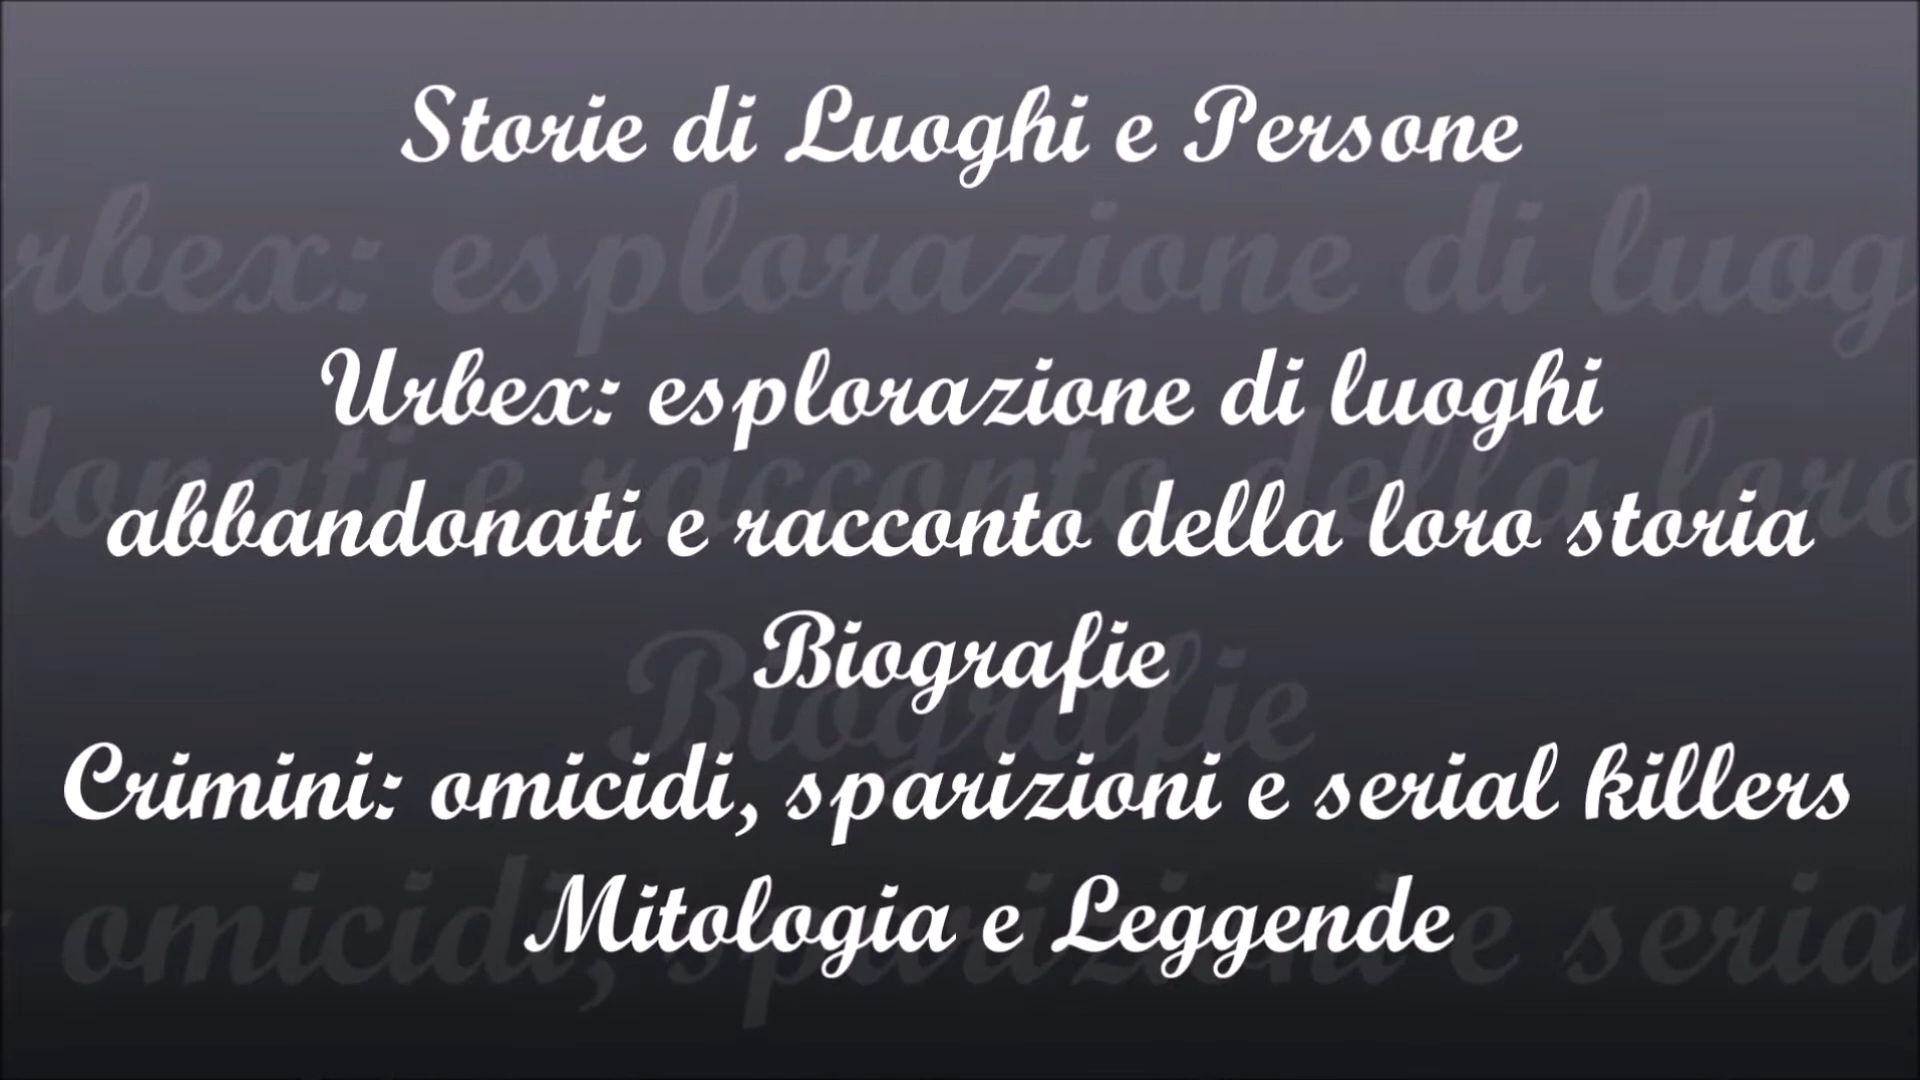 Storie di Luoghi e Persone
Urbex: esplorazione di luoghi
abbandonati e racconto della loro storia
Biografie
Crimini: omicidi, sparizioni e serial killers
Mitologia e Leggende